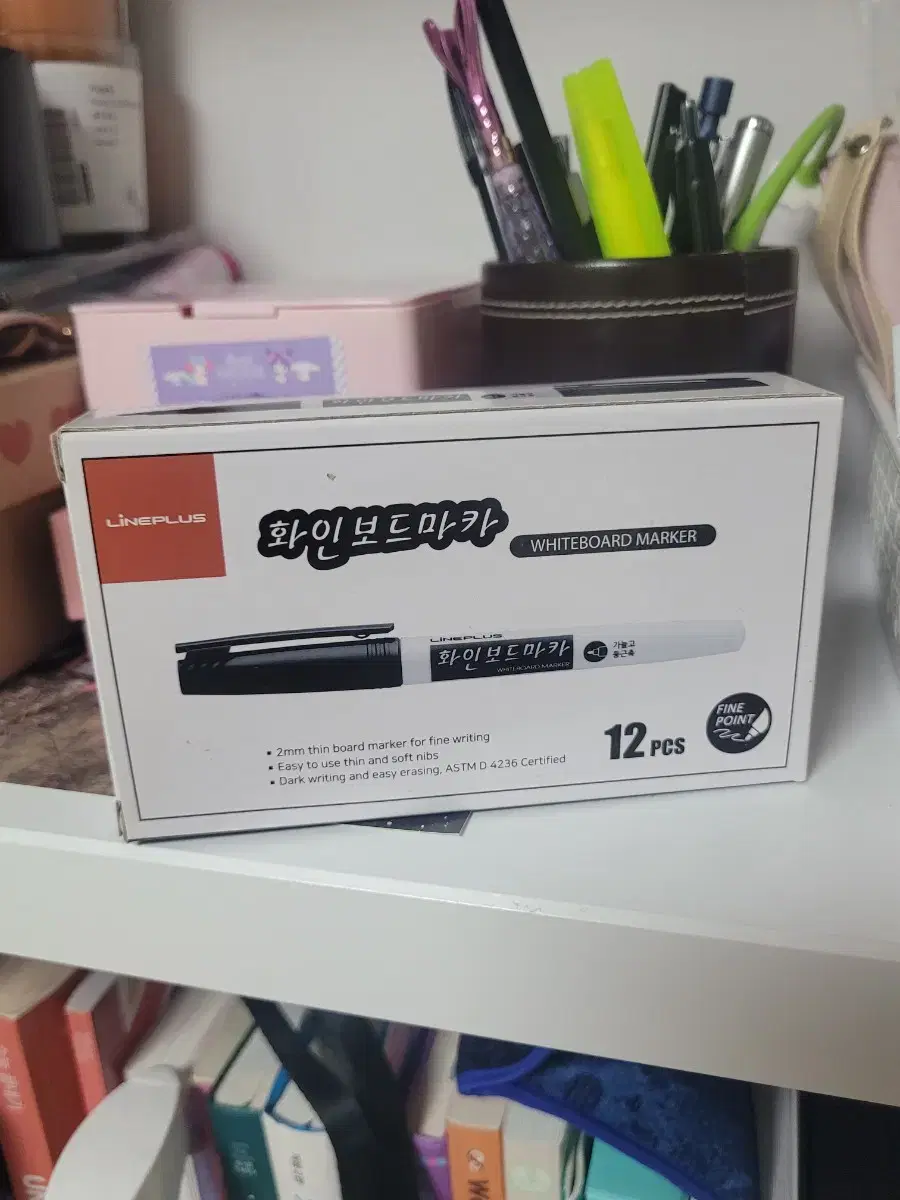 LINEPLUS
화인보드마카
WHITEBOARD MARKER
LINEPLUS
화인보드마카
WHITEBOARD MARKER
가늘고
둥근촉
• 2mm thin board marker for fine writing
• Easy to use thin and soft nibs
• Dark writing and easy erasing, ASTM D 4236 Certified
12 PCS
FINE
POINT